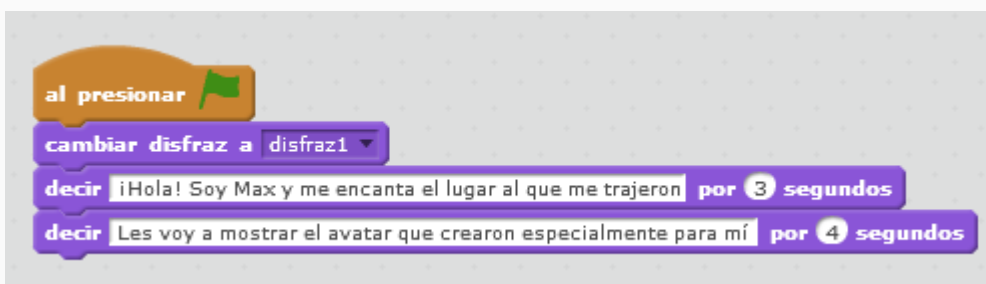 al presionar
cambiar disfraz a disfraz1
decir ¡Hola! Soy Max y me encanta el lugar al que me trajeron por 3 segundos
decir Les voy a mostrar el avatar que crearon especialmente para mí por 4 segundos